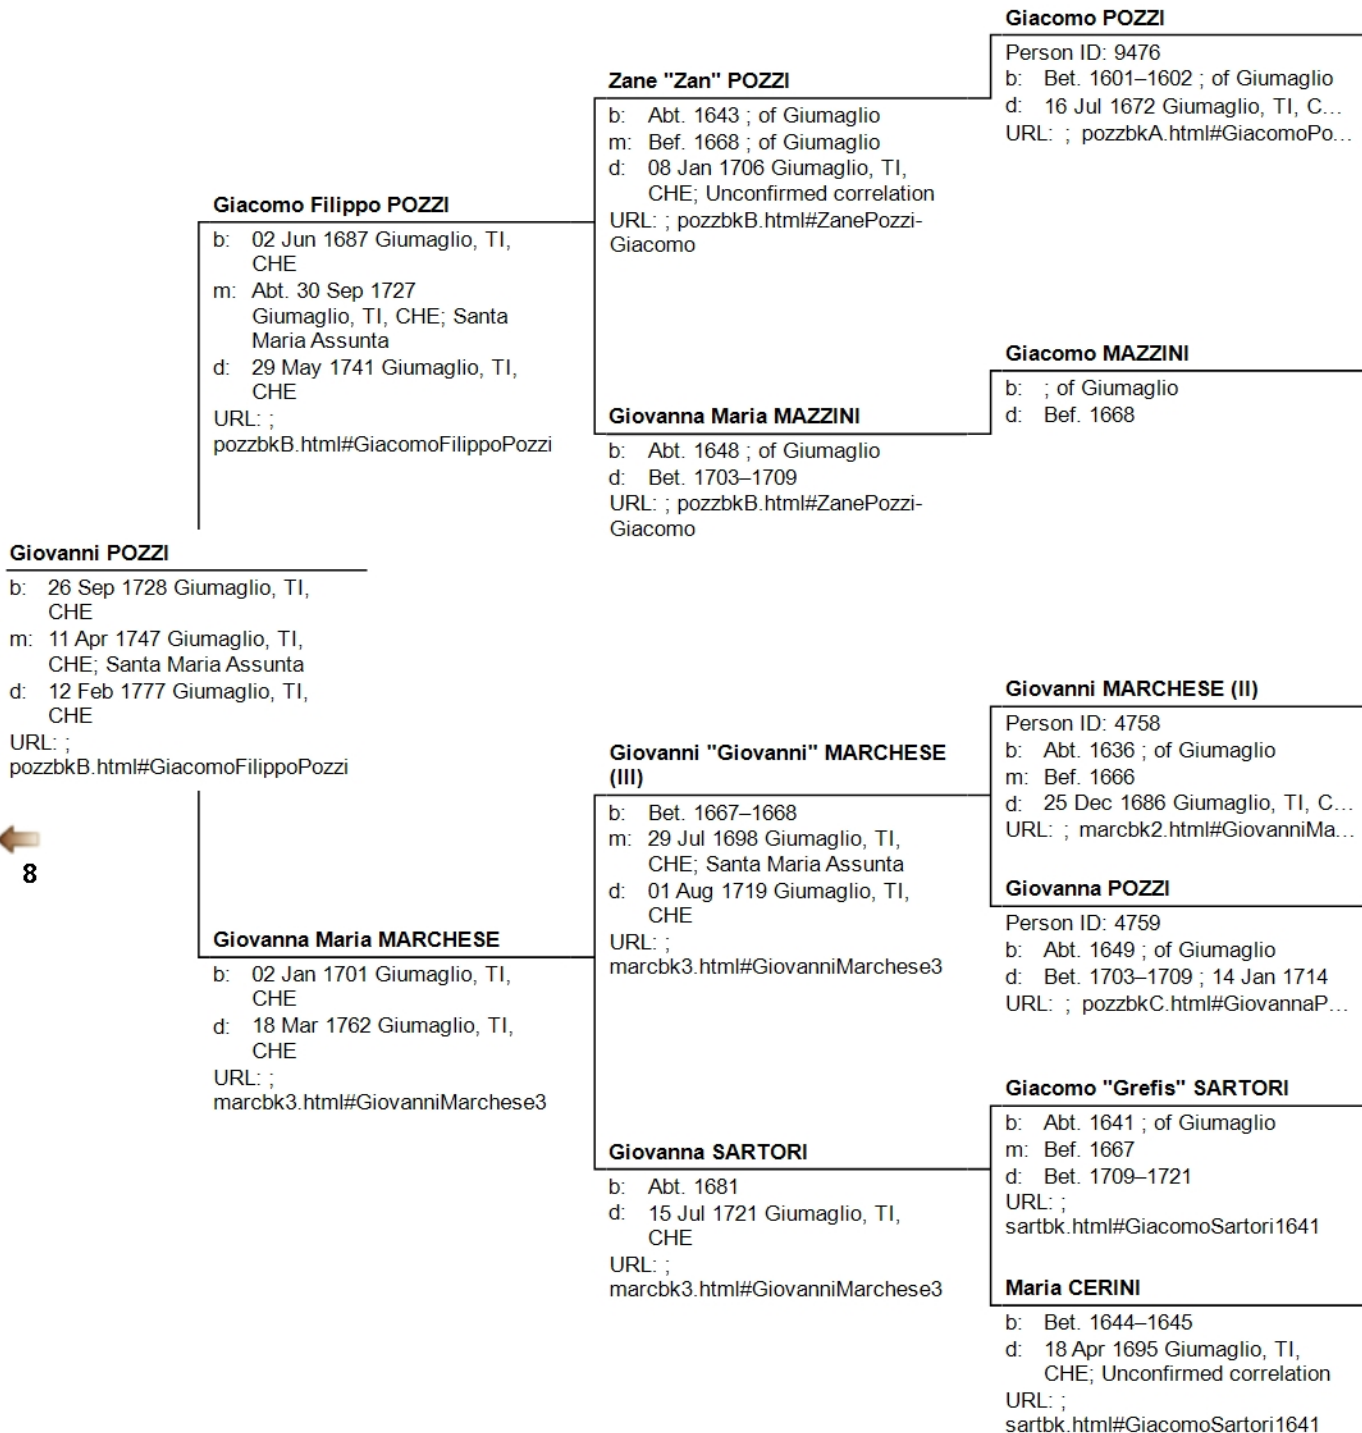 Giacomo POZZI
Person ID: 9476
b: Bet. 1601–1602 ; of Giumaglio
d: 16 Jul 1672 Giumaglio, TI, C...
URL: ; pozzbkA.html#GiacomoPo...
Zane "Zan" POZZI
b: Abt. 1643 ; of Giumaglio
m: Bef. 1668 ; of Giumaglio
d: 08 Jan 1706 Giumaglio, TI,
CHE; Unconfirmed correlation
URL: ; pozzbkB.html#ZanePozzi-
Giacomo
Giacomo Filippo POZZI
b: 02 Jun 1687 Giumaglio, TI,
CHE
m: Abt. 30 Sep 1727
Giumaglio, TI, CHE; Santa
Maria Assunta
d: 29 May 1741 Giumaglio, TI,
CHE
URL: ;
pozzbkB.html#GiacomoFilippoPozzi
Giacomo MAZZINI
b: ; of Giumaglio
d: Bef. 1668
Giovanna Maria MAZZINI
b: Abt. 1648 ; of Giumaglio
d: Bet. 1703–1709
URL: ; pozzbkB.html#ZanePozzi-
Giacomo
Giovanni POZZI
b: 26 Sep 1728 Giumaglio, TI,
CHE
m: 11 Apr 1747 Giumaglio, TI,
CHE; Santa Maria Assunta
d: 12 Feb 1777 Giumaglio, TI,
CHE
URL: ;
pozzbkB.html#GiacomoFilippoPozzi
8
Giovanni MARCHESE (II)
Person ID: 4758
b: Abt. 1636 ; of Giumaglio
m: Bef. 1666
d: 25 Dec 1686 Giumaglio, TI, C...
URL: ; marcbk2.html#GiovanniMa...
Giovanni "Giovanni" MARCHESE
(III)
b: Bet. 1667–1668
m: 29 Jul 1698 Giumaglio, TI,
CHE; Santa Maria Assunta
d: 01 Aug 1719 Giumaglio, TI,
CHE
URL: ;
marcbk3.html#GiovanniMarchese3
Giovanna POZZI
Person ID: 4759
b: Abt. 1649 ; of Giumaglio
d: Bet. 1703–1709 ; 14 Jan 1714
URL: ; pozzbkC.html#GiovannaP...
Giovanna Maria MARCHESE
b: 02 Jan 1701 Giumaglio, TI,
CHE
d: 18 Mar 1762 Giumaglio, TI,
CHE
URL: ;
marcbk3.html#GiovanniMarchese3
Giacomo "Grefis" SARTORI
b: Abt. 1641 ; of Giumaglio
m: Bef. 1667
d: Bet. 1709–1721
URL: ;
sartbk.html#GiacomoSartori1641
Giovanna SARTORI
b: Abt. 1681
d: 15 Jul 1721 Giumaglio, TI,
CHE
URL: ;
marcbk3.html#GiovanniMarchese3
Maria CERINI
b: Bet. 1644–1645
d: 18 Apr 1695 Giumaglio, TI,
CHE; Unconfirmed correlation
URL: ;
sartbk.html#GiacomoSartori1641